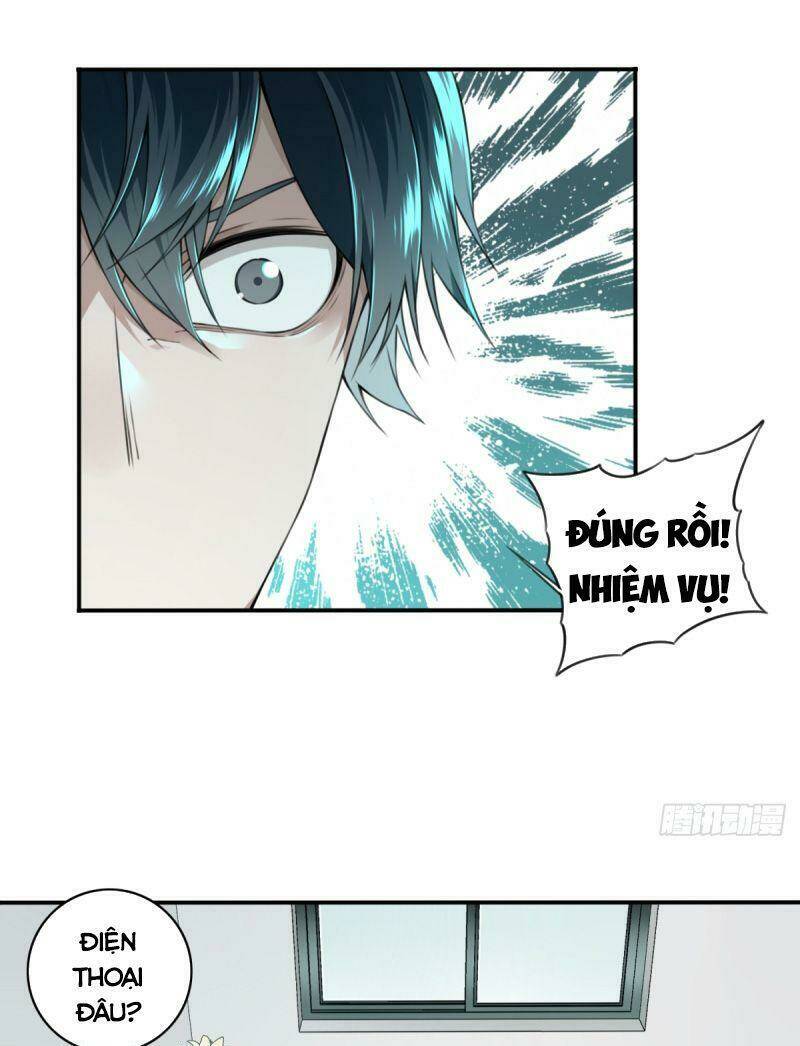 ĐÚNG RỒI!
NHIỆM VỤ!
腾讯动漫
ĐIỆN
THOẠI
ĐÂU?